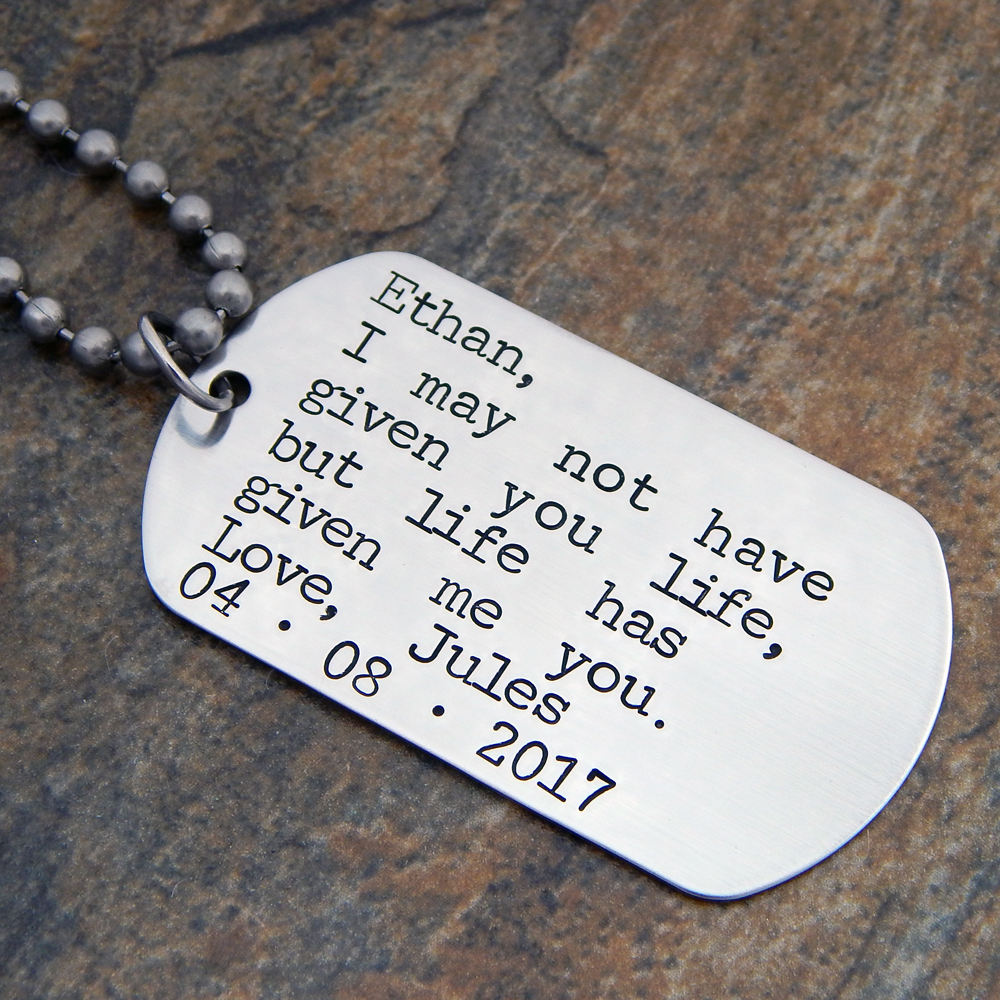 Ethan,
I may not have
given you life,
but life has
given me you.
Love, Jules
04 . 08 . 2017